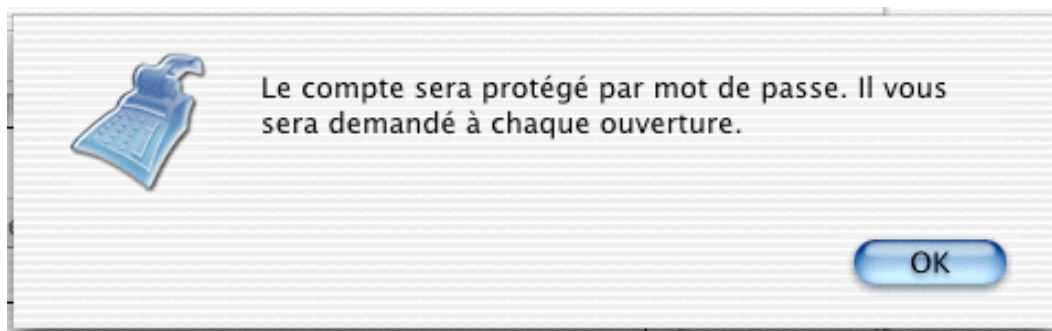 Le compte sera protégé par mot de passe. Il vous
sera demandé à chaque ouverture.
OK